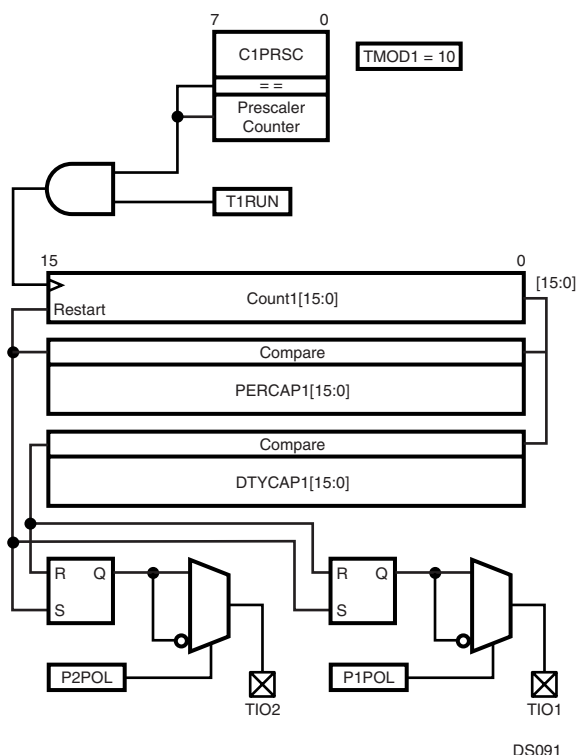 7 0
C1PRSC
TMOD1 = 10
= =
Prescaler
Counter
T1RUN
15 0
[15:0]
Count1[15:0]
Restart
Compare
PERCAP1[15:0]
Compare
DTYCAP1[15:0]
R Q
S
R Q
S
P2POL
P1POL
TIO2
TIO1
DS091